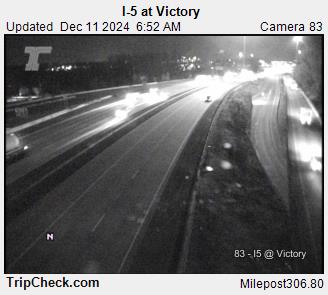 I-5 at Victory
Updated Dec 11 2024 6:52 AM Camera 83
T
N
83 - I5 @ Victory
TripCheck.com Milepost306.80